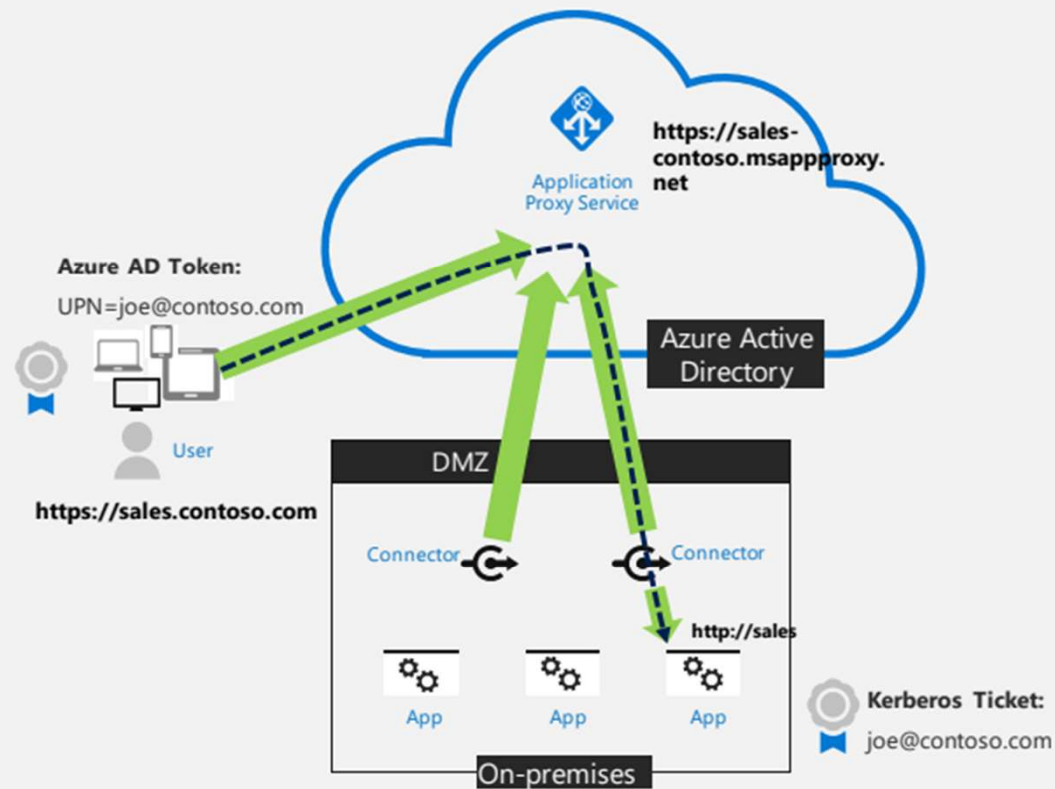 https://sales-
contoso.msappproxy.
net
Application
Proxy Service
Azure AD Token:
UPN=joe@contoso.com
Azure Active
Directory
User
https://sales.contoso.com
DMZ
Connector
Connector
http://sales
App
App
App
Kerberos Ticket:
joe@contoso.com
On-premises